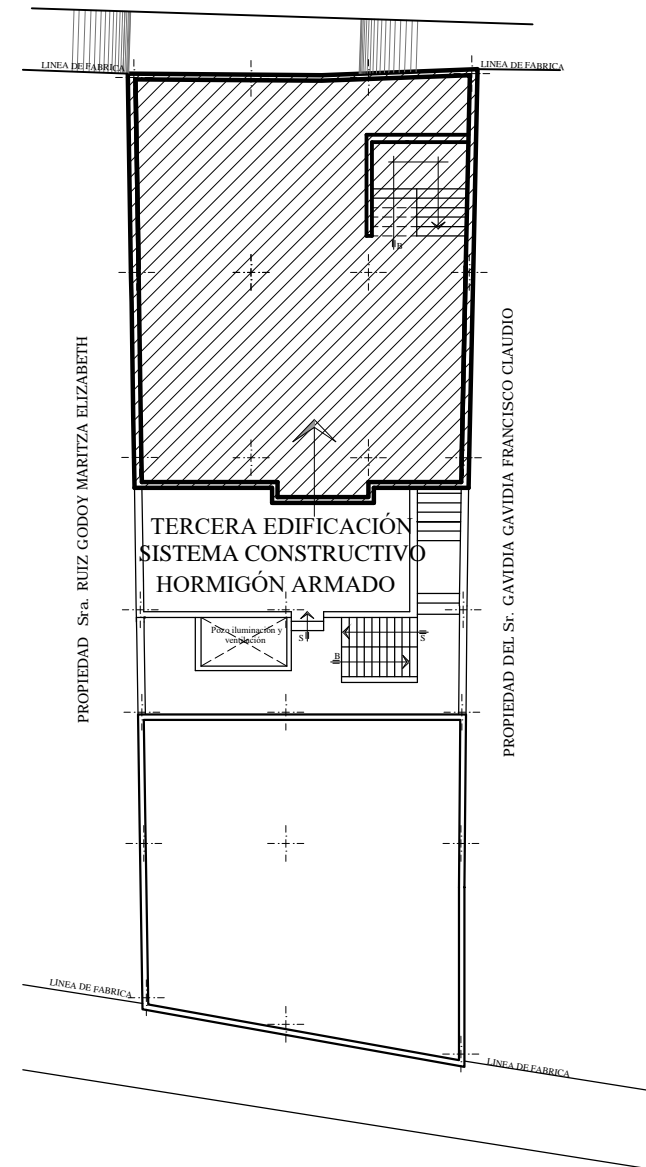 LINEA DE FABRICA
LINEA DE FABRICA
B
PROPIEDAD Sra. RUIZ GODOY MARITZA ELIZABETH
PROPIEDAD DEL Sr. GAVIDIA GAVIDIA FRANCISCO CLAUDIO
TERCERA EDIFICACIÓN
SISTEMA CONSTRUCTIVO
HORMIGÓN ARMADO
Pozo iluminación y
ventilación
S
S
B
LINEA DE FABRICA
LINEA DE FABRICA